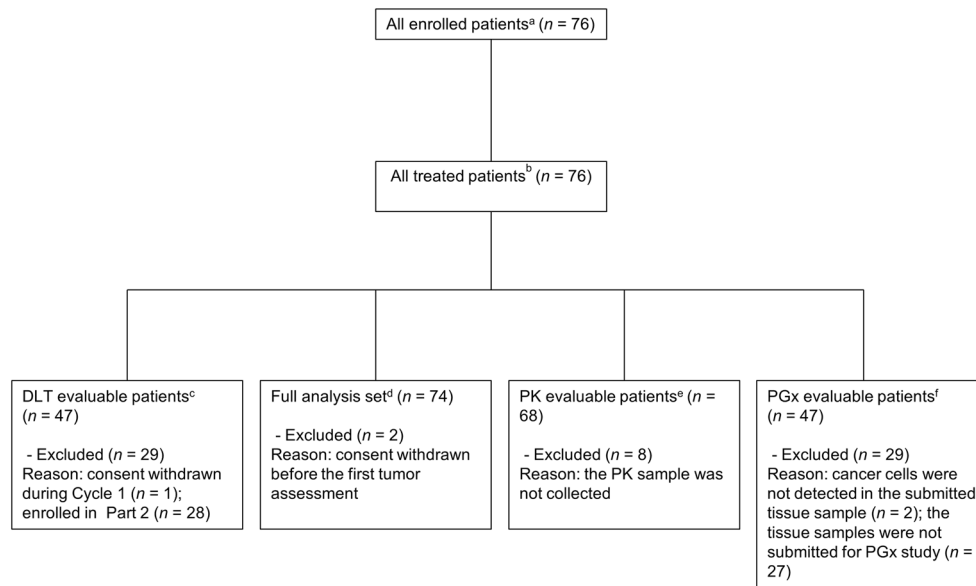 All enrolled patientsᵃ (n = 76)
All treated patientsᵇ (n = 76)
DLT evaluable patientsᶜ
(n = 47)
- Excluded (n = 29)
Reason: consent withdrawn
during Cycle 1 (n = 1);
enrolled in Part 2 (n = 28)
Full analysis setᵈ (n = 74)
- Excluded (n = 2)
Reason: consent withdrawn
before the first tumor
assessment
PK evaluable patientsᵉ (n =
68)
- Excluded (n = 8)
Reason: the PK sample was
not collected
PGx evaluable patientsᶠ
(n = 47)
- Excluded (n = 29)
Reason: cancer cells were
not detected in the submitted
tissue sample (n = 2); the
tissue samples were not
submitted for PGx study (n =
27)